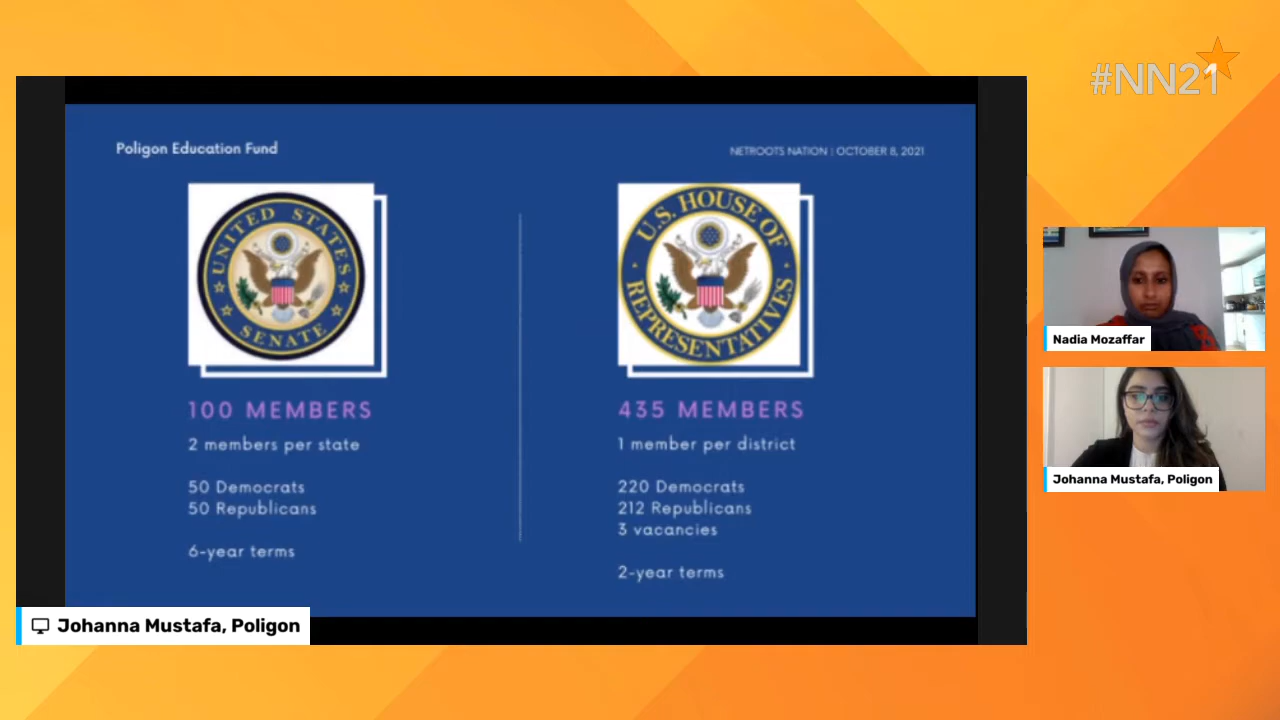 #NN21
Poligon Education Fund
NETROOTS NATION | OCTOBER 8, 2021
UNITED STATES
SENATE
U.S. HOUSE OF
REPRESENTATIVES
100 MEMBERS
2 members per state
50 Democrats
50 Republicans
6-year terms
435 MEMBERS
1 member per district
220 Democrats
212 Republicans
3 vacancies
2-year terms
Nadia Mozaffar
Johanna Mustafa, Poligon
Johanna Mustafa, Poligon